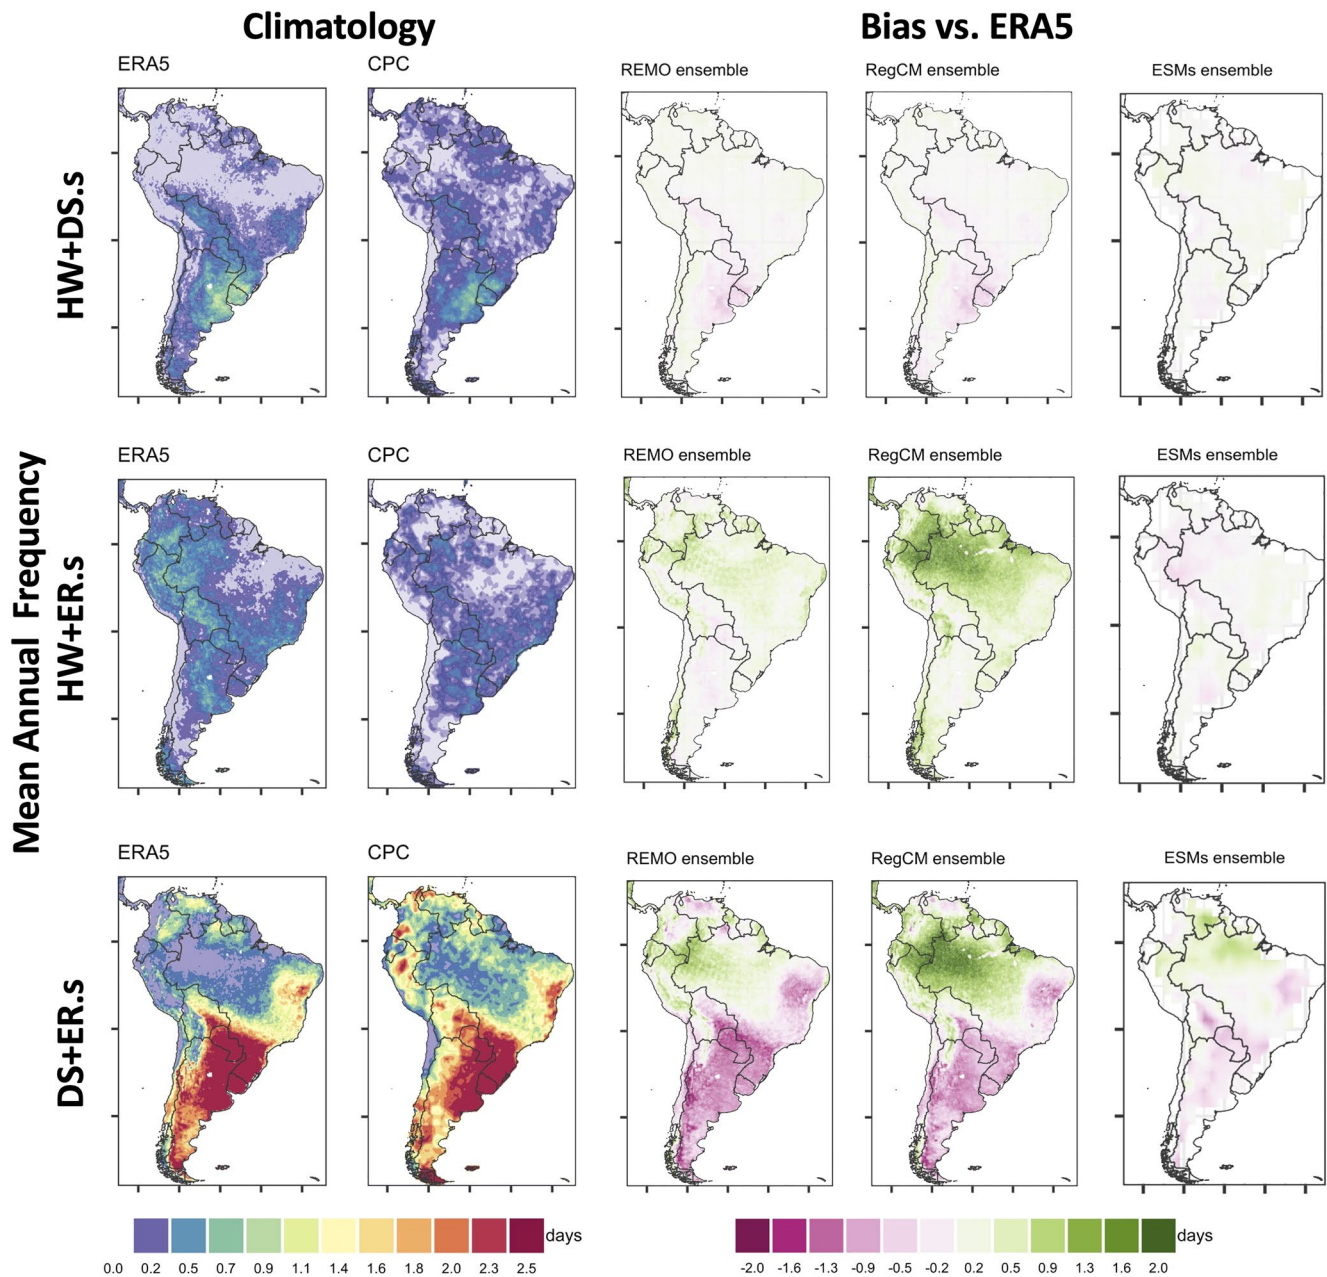 Climatology
Bias vs. ERA5
ERA5
CPC
REMO ensemble
RegCM ensemble
ESMs ensemble
HW+DS.s
Mean Annual Frequency
ERA5
CPC
REMO ensemble
RegCM ensemble
ESMs ensemble
HW+ER.s
ERA5
CPC
REMO ensemble
RegCM ensemble
ESMs ensemble
DS+ER.s
days
0.0 0.2 0.5 0.7 0.9 1.1 1.4 1.6 1.8 2.0 2.3 2.5
days
-2.0 -1.6 -1.3 -0.9 -0.5 -0.2 0.2 0.5 0.9 1.3 1.6 2.0